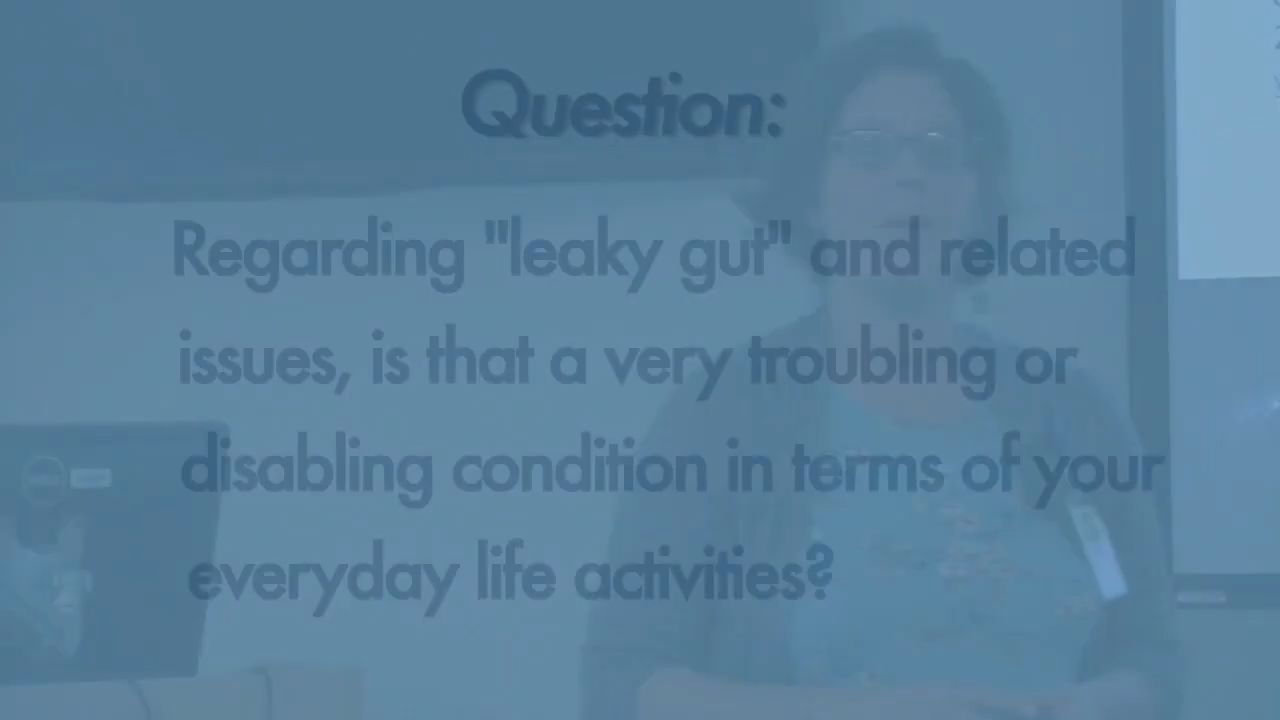 Question:
Regarding "leaky gut" and related
issues, is that a very troubling or
disabling condition in terms of your
everyday life activities?